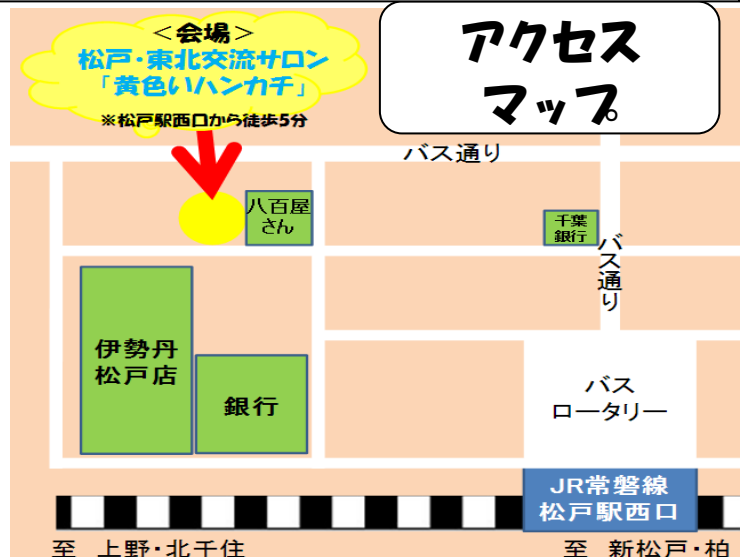 ＜会場＞
松戸・東北交流サロン
「黄色いハンカチ」
※松戸駅西口から徒歩5分
アクセス
マップ
バス通り
八百屋
さん
千葉
銀行
バス通り
伊勢丹
松戸店
銀行
バス
ロータリー
JR常磐線
松戸駅西口
至 上野・北千住
至 新松戸・柏